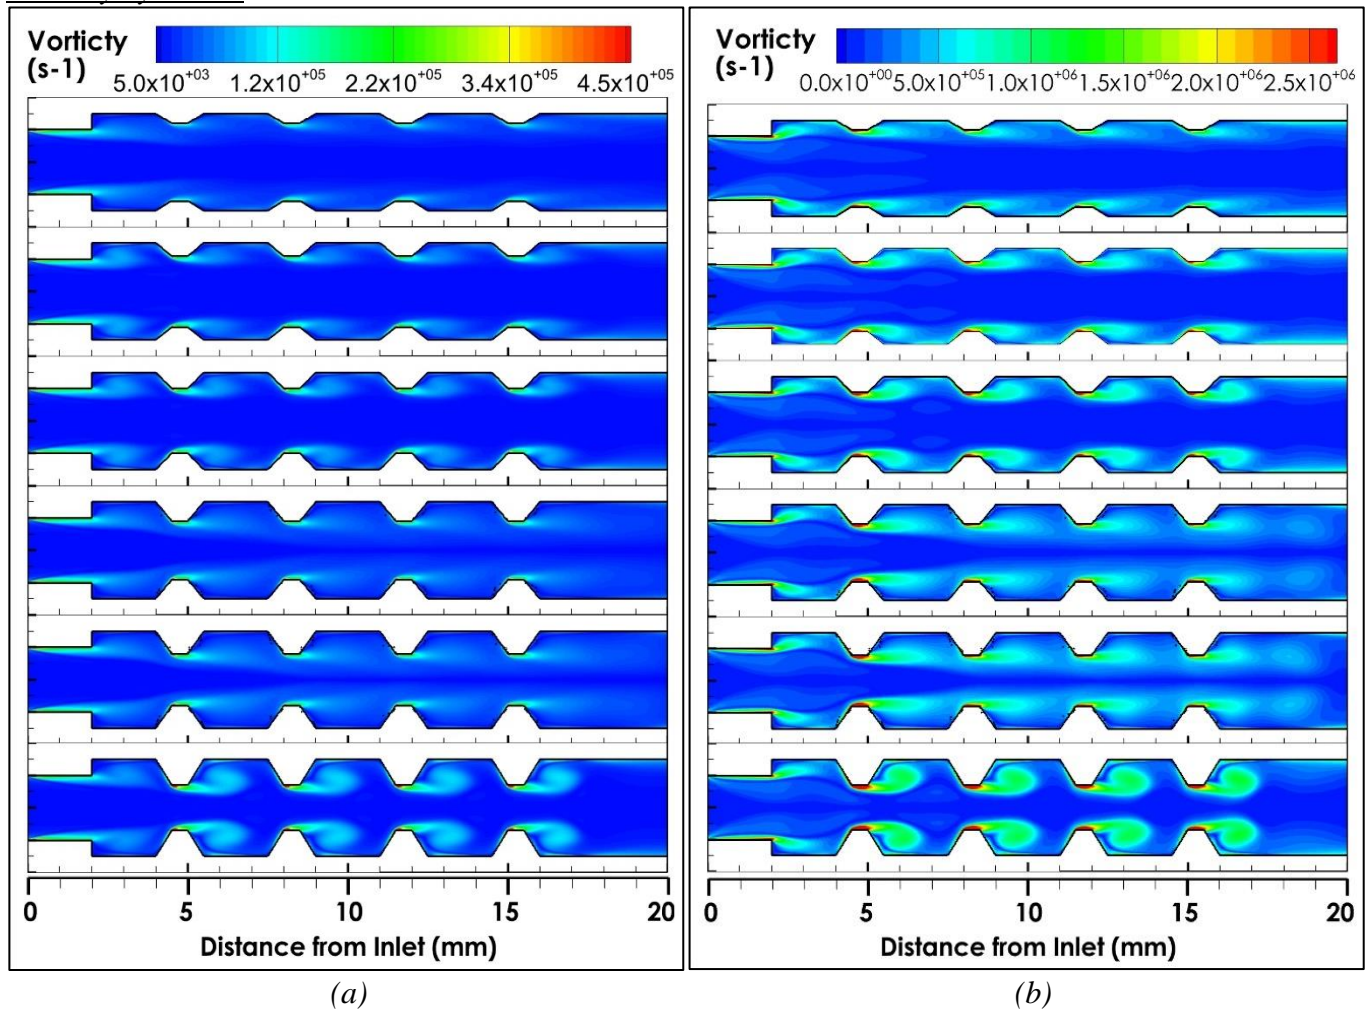 Vorticty
(s-1)
5.0x10+03 1.2x10+05 2.2x10+05 3.4x10+05 4.5x10+05
0 5 10 15 20
Distance from Inlet (mm)
(a)
Vorticty
(s-1)
0.0x10+00 5.0x10+05 1.0x10+06 1.5x10+06 2.0x10+06 2.5x10+06
0 5 10 15 20
Distance from Inlet (mm)
(b)